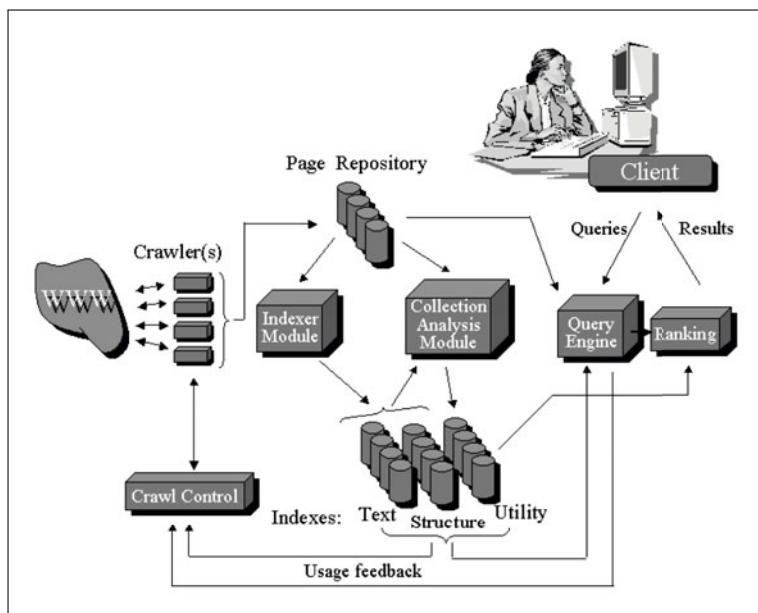 Client
Page Repository
Queries
Results
Crawler(s)
WWW
Indexer
Module
Collection
Analysis
Module
Query
Engine
Ranking
Crawl Control
Indexes:
Text
Structure
Utility
Usage feedback